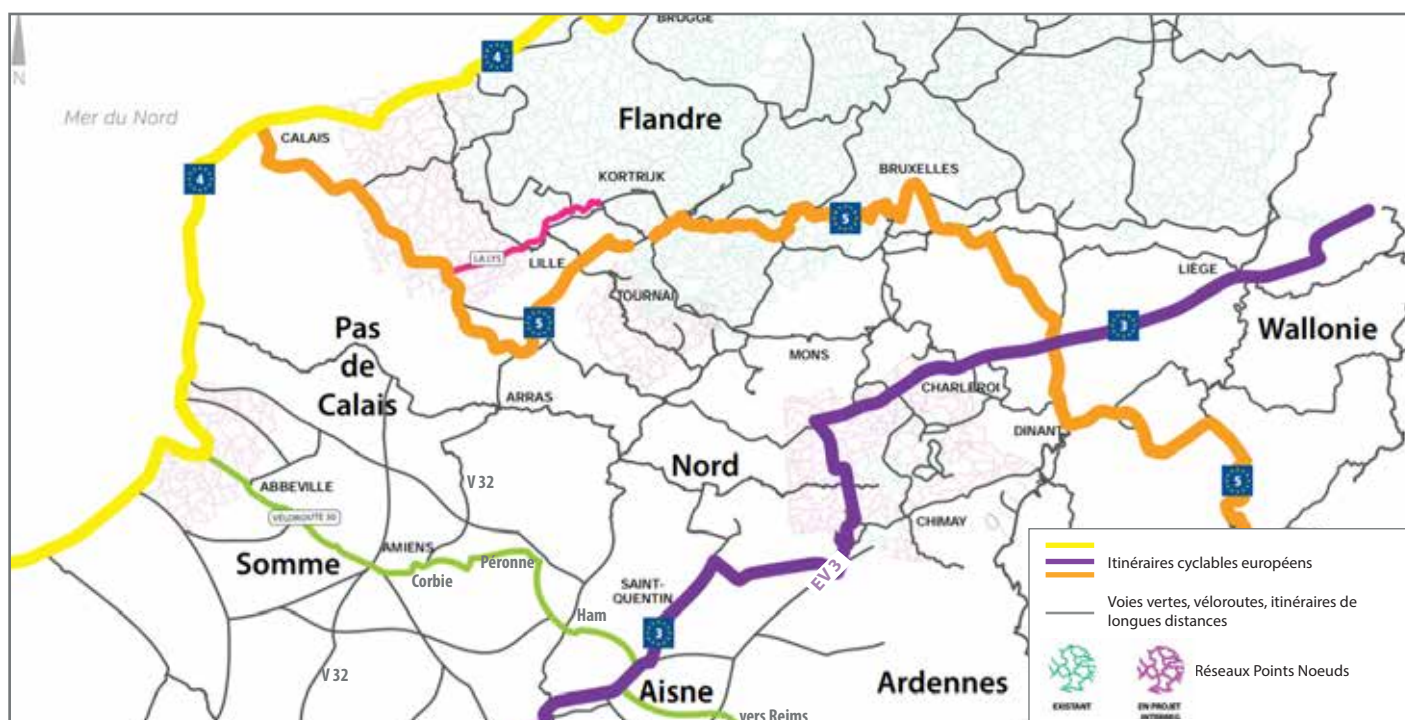 BRUGGE
4
N
Mer du Nord
Flandre
CALAIS
4
BRUXELLES
KORTRIJK
5
LA LYS
LILLE
LIÈGE
TOURNAI
5
3
Pas
de
Calais
Wallonie
MONS
CHARLEROI
ARRAS
DINANT
Nord
V 32
5
ABBEVILLE
VÉLOROUTE 30
CHIMAY
AMIENS
Somme
Péronne
Corbie
EV3
SAINT-
QUENTIN
Ham
3
V 32
Aisne
Ardennes
vers Reims
Itinéraires cyclables européens
Voies vertes, véloroutes, itinéraires de
longues distances
Réseaux Points Noeuds
EXISTANT
EN PROJET
INTERREG